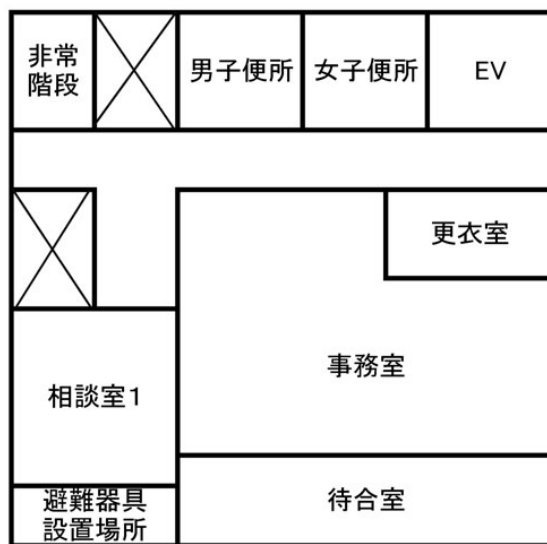 非常
階段
男子便所
女子便所
EV
更衣室
事務室
相談室1
避難器具
設置場所
待合室